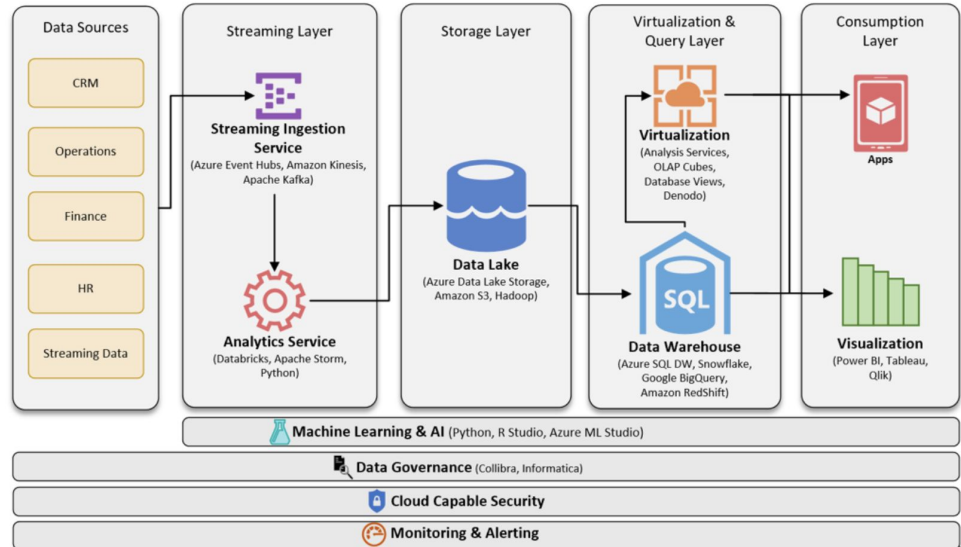 Data Sources
CRM
Operations
Finance
HR
Streaming Data
Streaming Layer
Streaming Ingestion
Service
(Azure Event Hubs, Amazon Kinesis,
Apache Kafka)
Analytics Service
(Databricks, Apache Storm,
Python)
Storage Layer
Data Lake
(Azure Data Lake Storage,
Amazon S3, Hadoop)
Virtualization &
Query Layer
Virtualization
(Analysis Services,
OLAP Cubes,
Database Views,
Denodo)
SQL
Data Warehouse
(Azure SQL DW, Snowflake,
Google BigQuery,
Amazon RedShift)
Consumption
Layer
Apps
Visualization
(Power BI, Tableau,
Qlik)
Machine Learning & AI (Python, R Studio, Azure ML Studio)
Data Governance (Collibra, Informatica)
Cloud Capable Security
Monitoring & Alerting